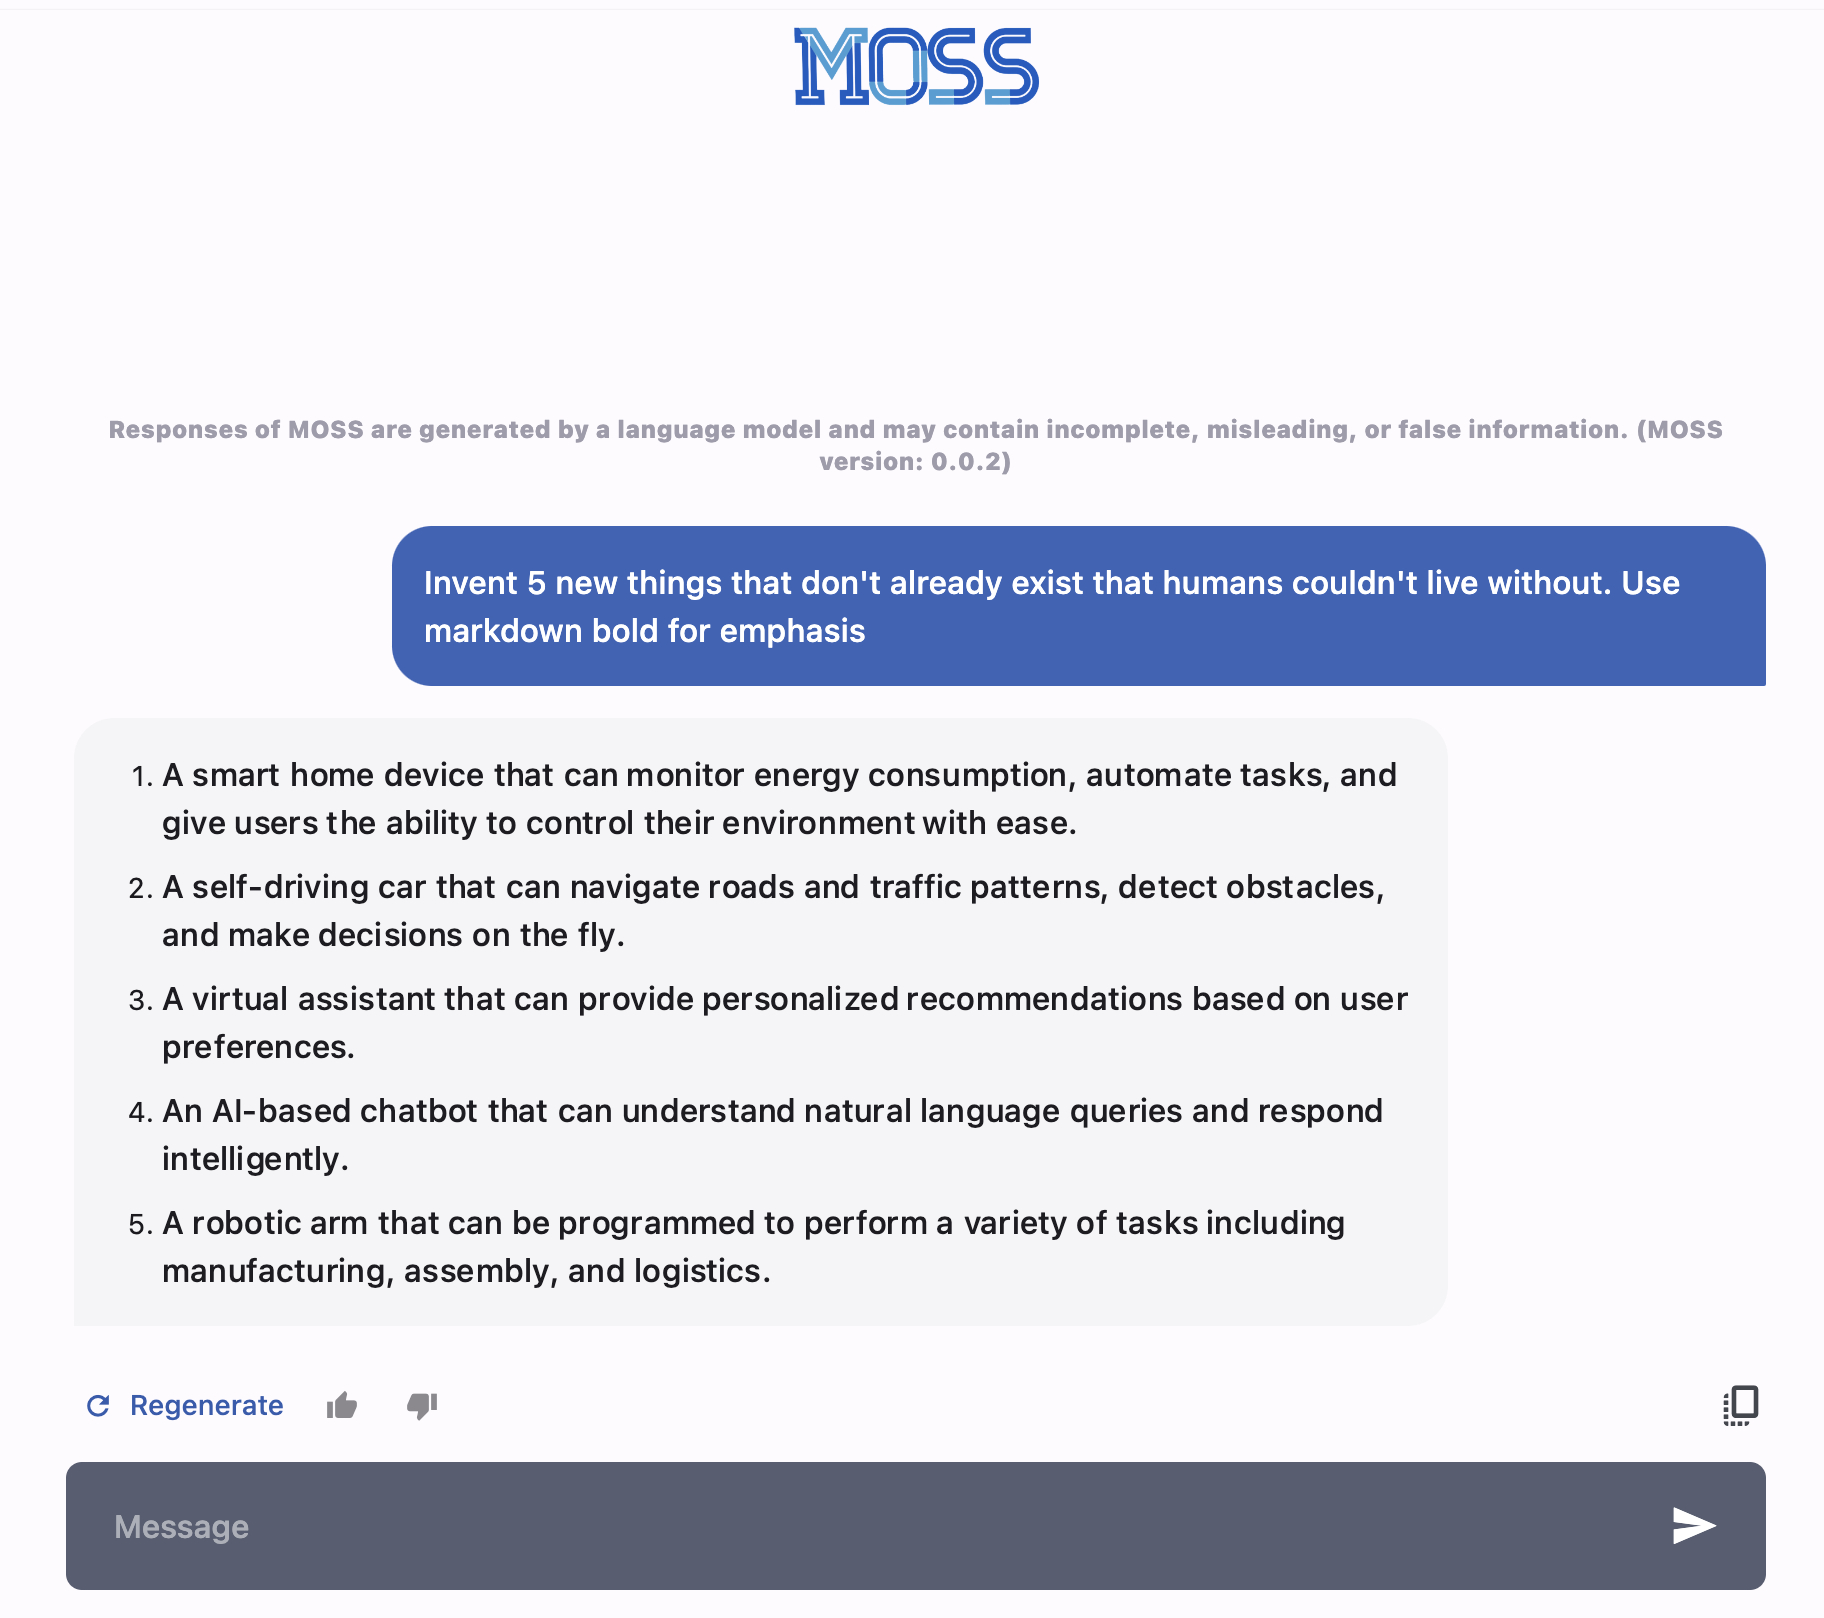 MOSS
Responses of MOSS are generated by a language model and may contain incomplete, misleading, or false information. (MOSS
version: 0.0.2)
Invent 5 new things that don't already exist that humans couldn't live without. Use
markdown bold for emphasis
1. A smart home device that can monitor energy consumption, automate tasks, and
give users the ability to control their environment with ease.
2. A self-driving car that can navigate roads and traffic patterns, detect obstacles,
and make decisions on the fly.
3. A virtual assistant that can provide personalized recommendations based on user
preferences.
4. An AI-based chatbot that can understand natural language queries and respond
intelligently.
5. A robotic arm that can be programmed to perform a variety of tasks including
manufacturing, assembly, and logistics.
Regenerate
Message